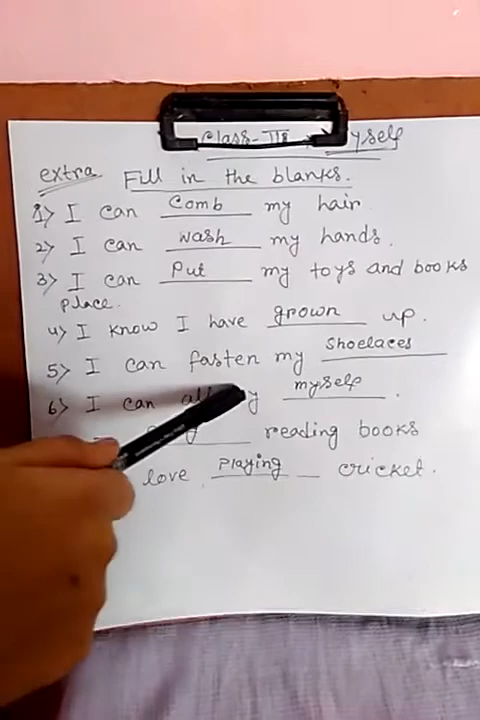 Class-III yself
extra Fill in the blanks.
1> I can Comb my hair
2> I can wash my hands.
3> I can Put my toys and books
place.
4> I know I have grown up.
5> I can fasten my Shoelaces
6> I can all y myself.
reading books
love Playing cricket.